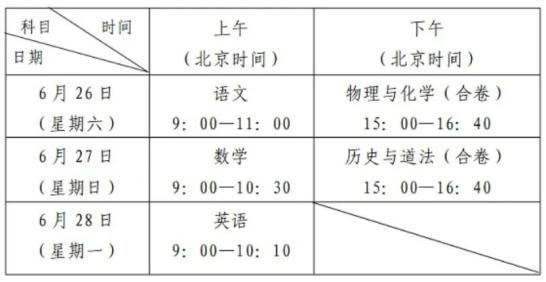 科目 时间 上午 下午
日期 (北京时间) (北京时间)
6月26日 语文 物理与化学(合卷)
(星期六) 9:00—11:00 15:00—16:40
6月27日 数学 历史与道法(合卷)
(星期日) 9:00—10:30 15:00—16:40
6月28日 英语
(星期一) 9:00—10:10